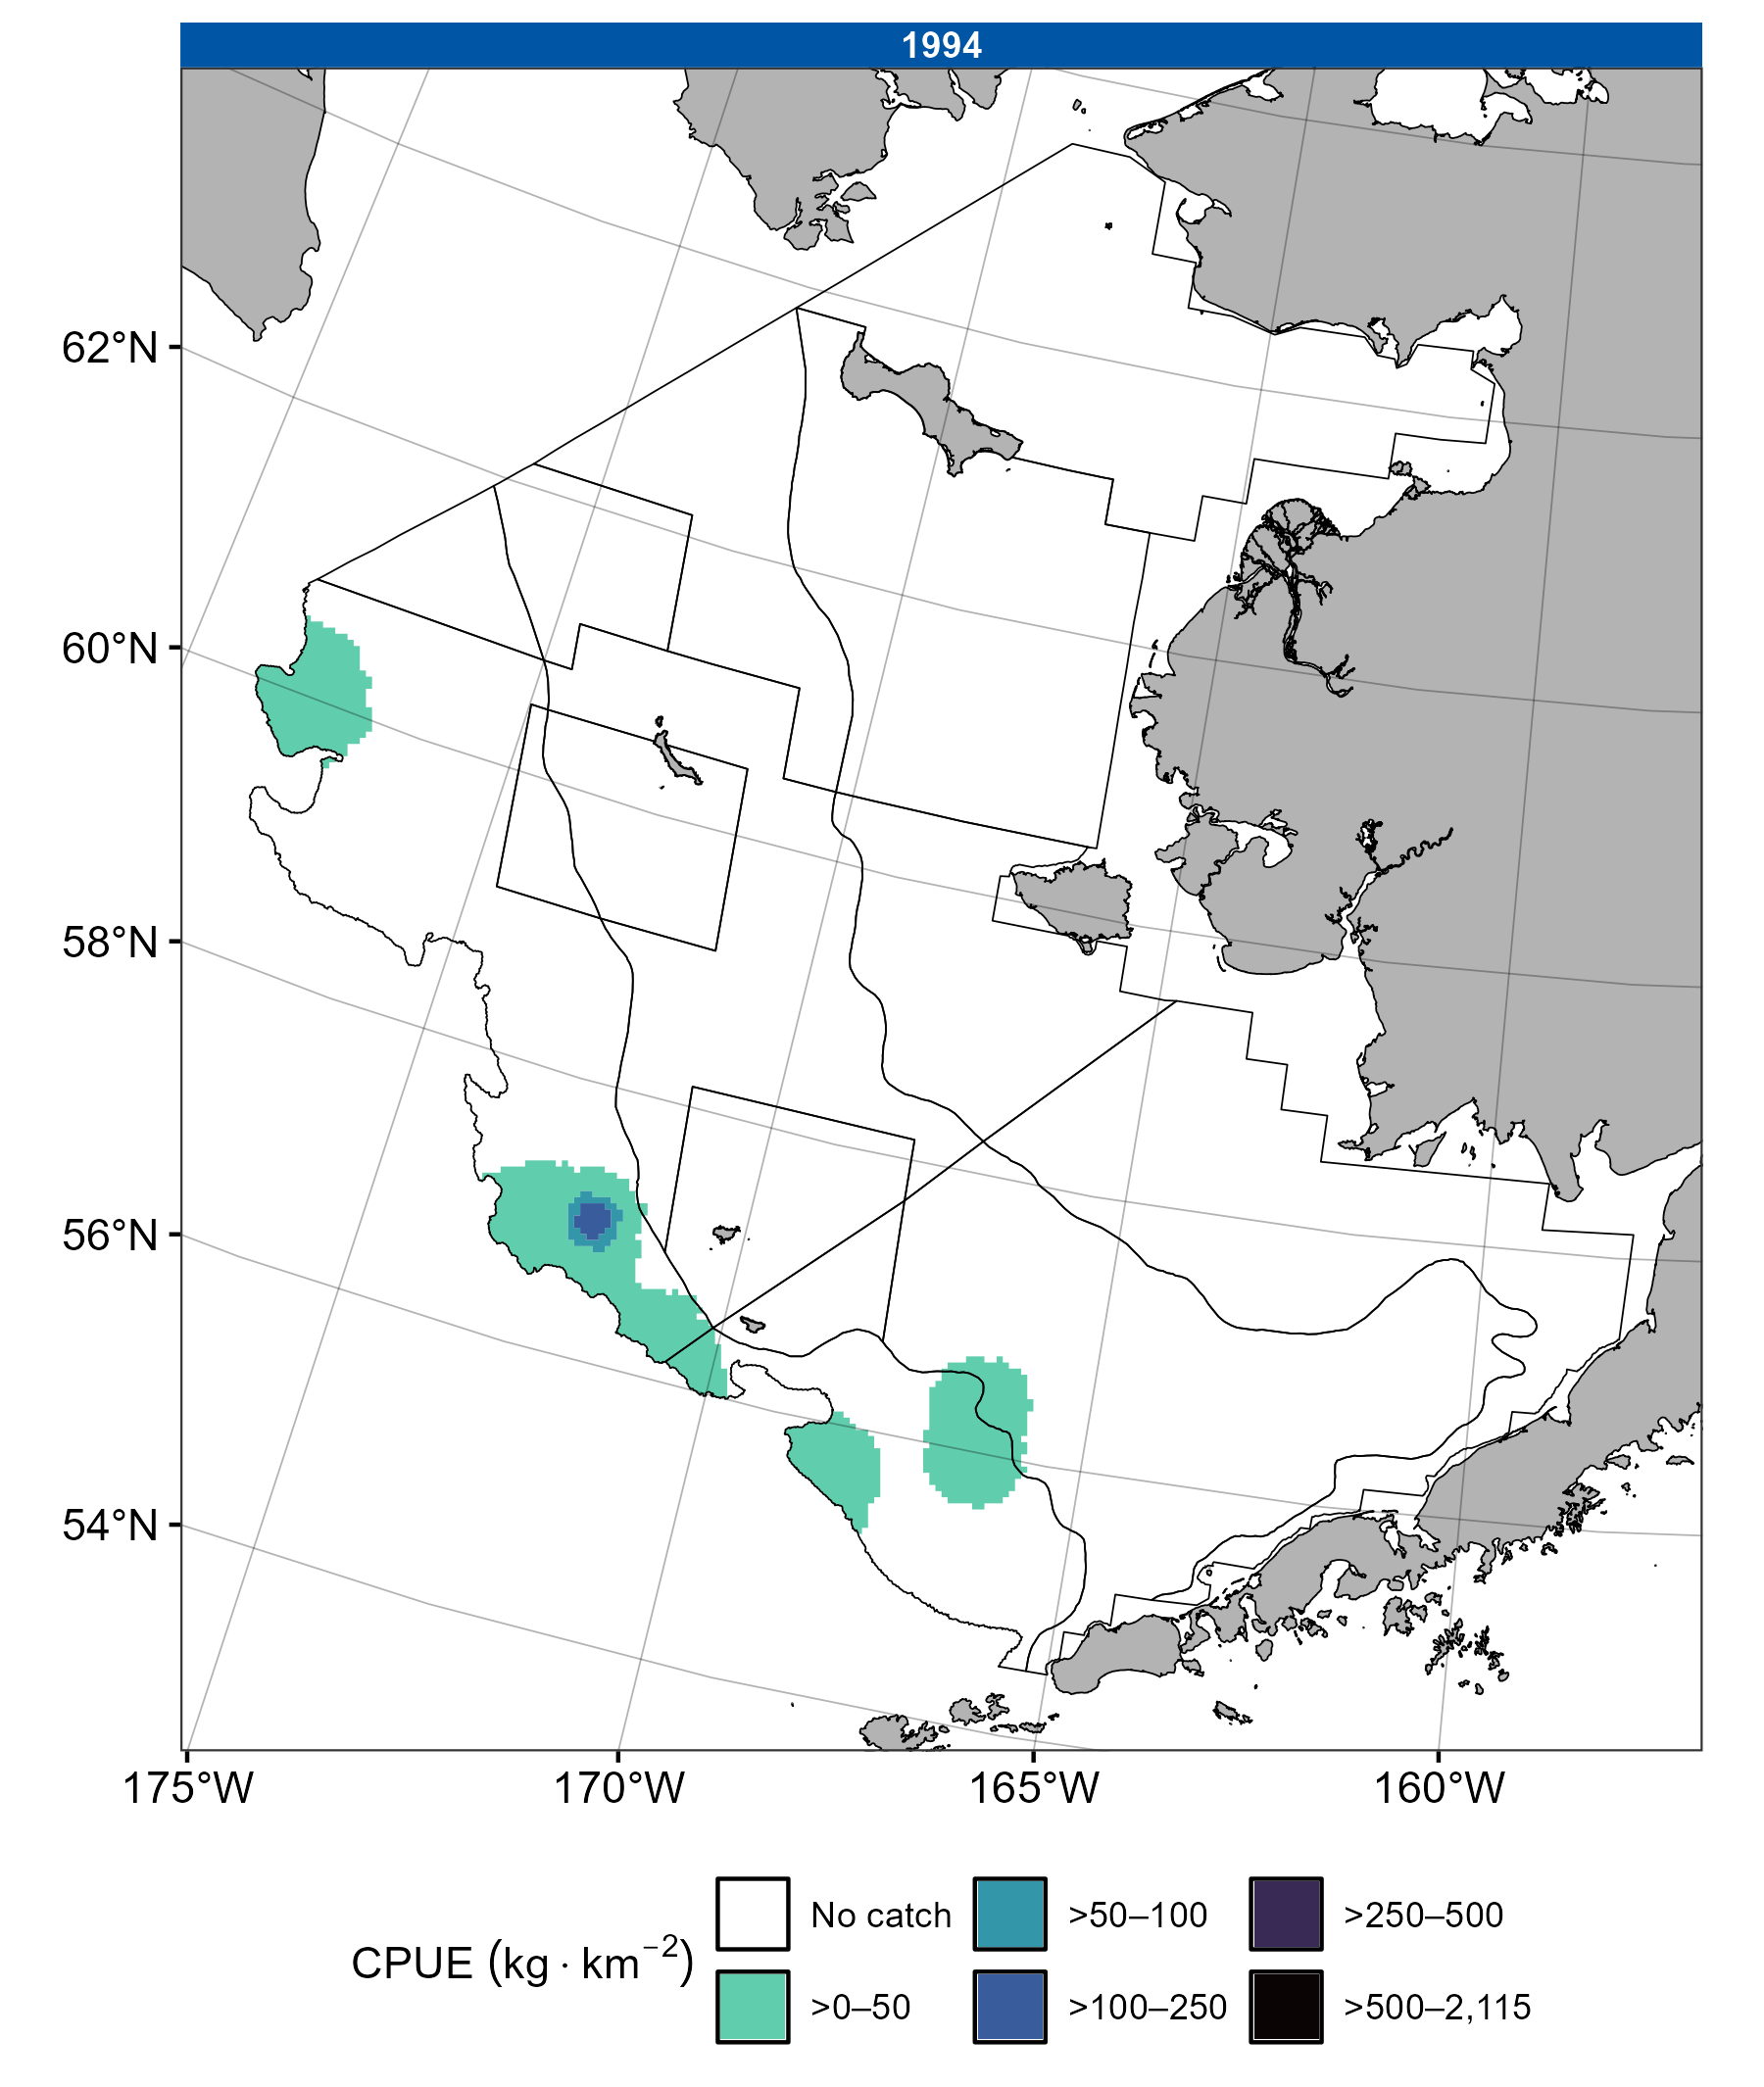 1994
62°N
60°N
58°N
56°N
54°N
175°W 170°W 165°W 160°W
CPUE (kg · km−2)
No catch
>0–50
>50–100
>100–250
>250–500
>500–2,115